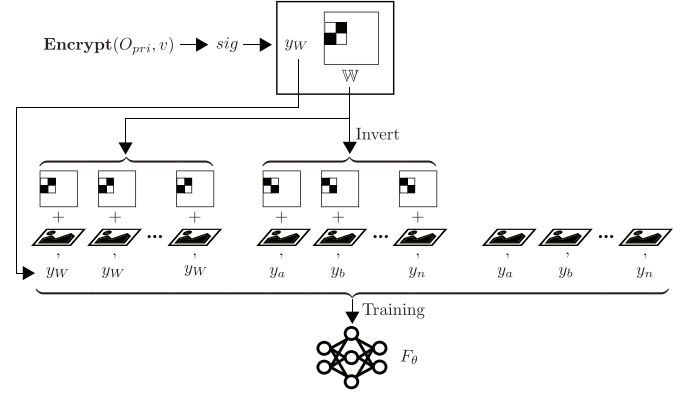 Encrypt(O_pri, v) sig y_W
𝕎
Invert
+ + ... + + + ... +
, , , , , , , , ... ,
y_W y_W y_W y_a y_b y_n y_a y_b y_n
Training
F_θ